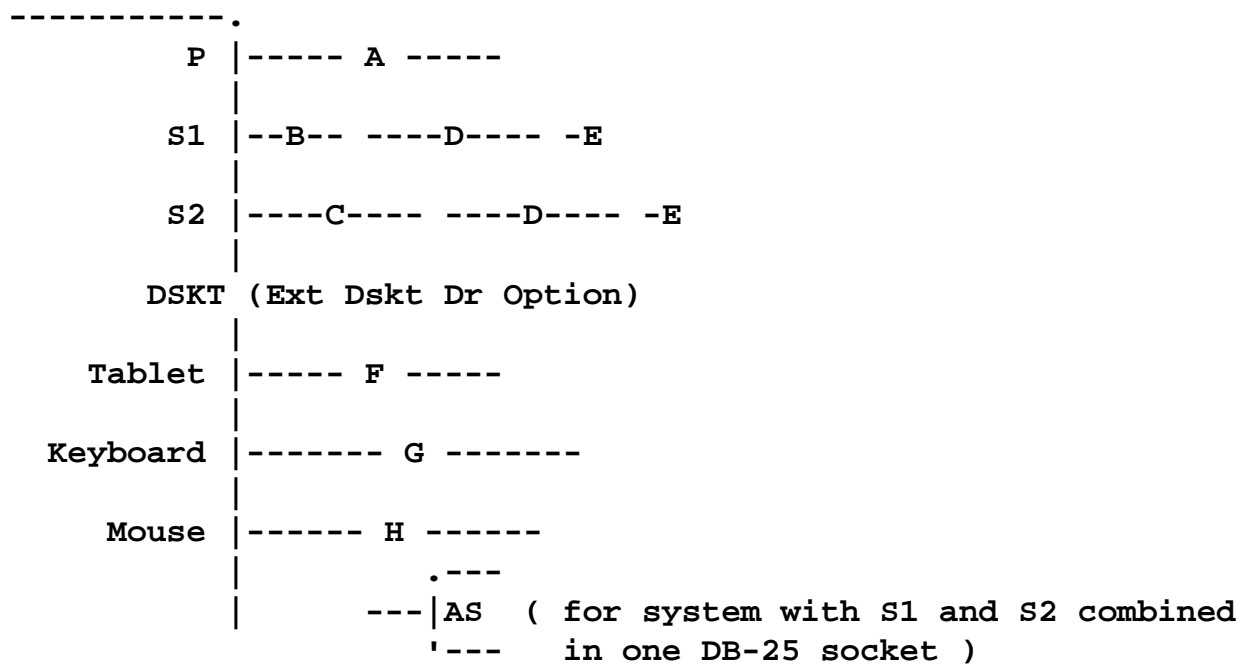 -----------.
P |----- A -----
|
S1 |--B-- ----D---- -E
|
S2 |----C---- ----D---- -E
|
DSKT (Ext Dskt Dr Option)
|
Tablet |----- F -----
|
Keyboard |------- G -------
|
Mouse |------ H ------
| .---
| ---|AS ( for system with S1 and S2 combined
'--- in one DB-25 socket )